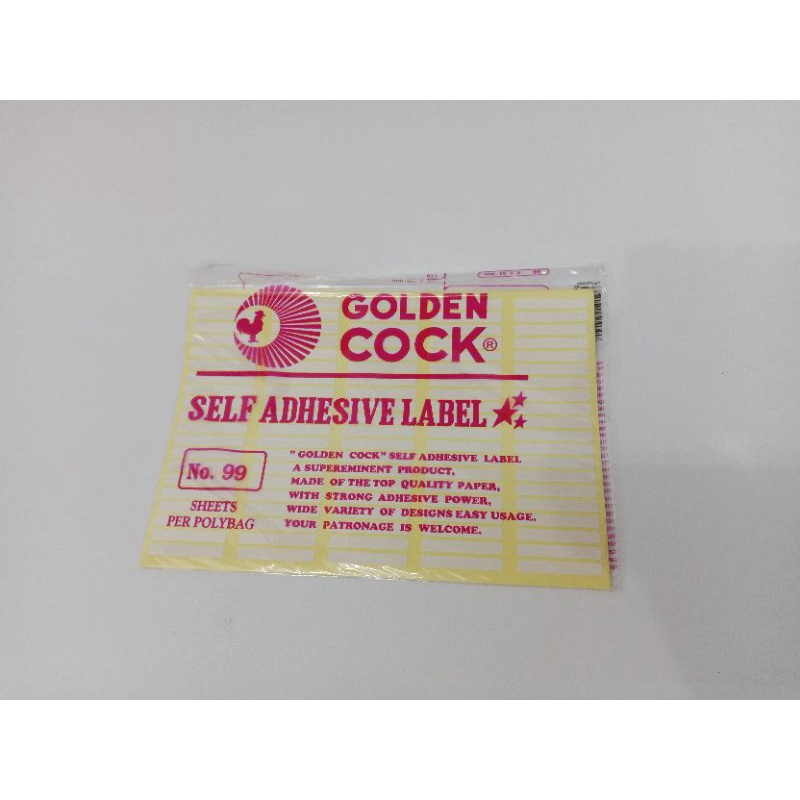 GOLDEN
COCK®
SELF ADHESIVE LABEL
No. 99
SHEETS
PER POLYBAG
"GOLDEN COCK" SELF ADHESIVE LABEL
A SUPEREMINENT PRODUCT,
MADE OF THE TOP QUALITY PAPER,
WITH STRONG ADHESIVE POWER,
WIDE VARIETY OF DESIGNS EASY USAGE.
YOUR PATRONAGE IS WELCOME.